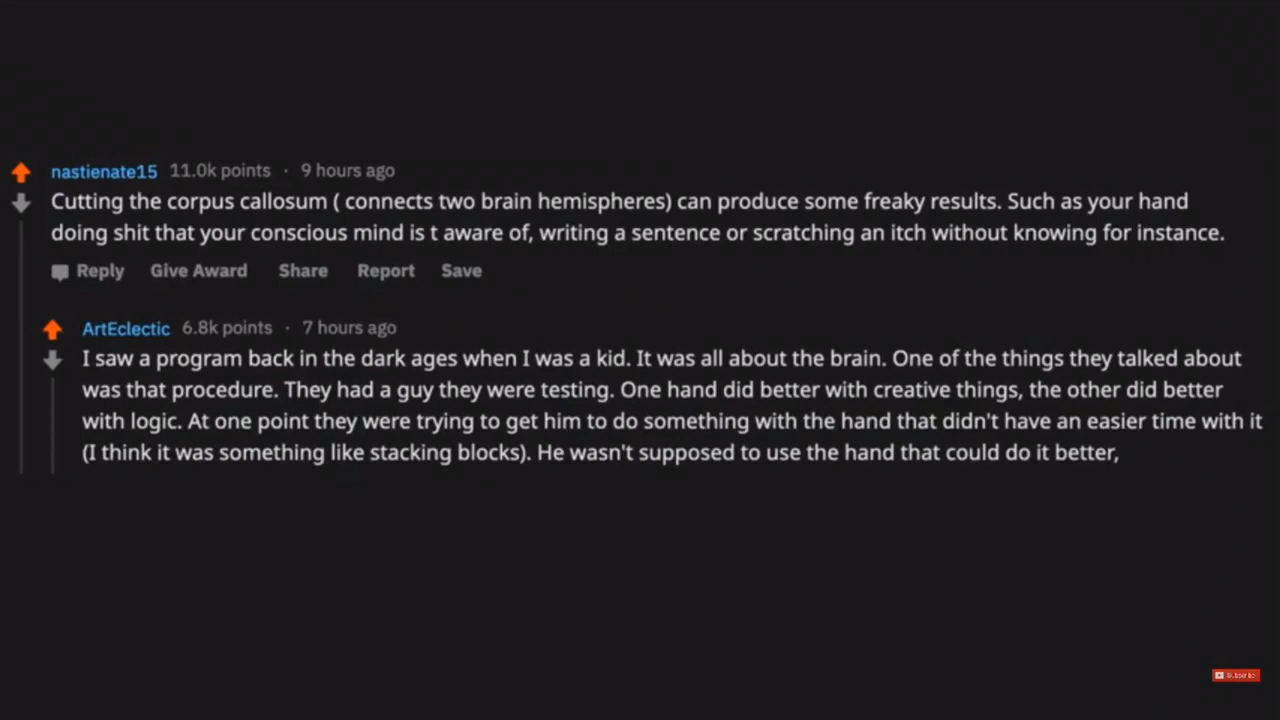 nastienate15 11.0k points · 9 hours ago
Cutting the corpus callosum ( connects two brain hemispheres) can produce some freaky results. Such as your hand
doing shit that your conscious mind is t aware of, writing a sentence or scratching an itch without knowing for instance.
Reply Give Award Share Report Save
ArtEclectic 6.8k points · 7 hours ago
I saw a program back in the dark ages when I was a kid. It was all about the brain. One of the things they talked about
was that procedure. They had a guy they were testing. One hand did better with creative things, the other did better
with logic. At one point they were trying to get him to do something with the hand that didn't have an easier time with it
(I think it was something like stacking blocks). He wasn't supposed to use the hand that could do it better,